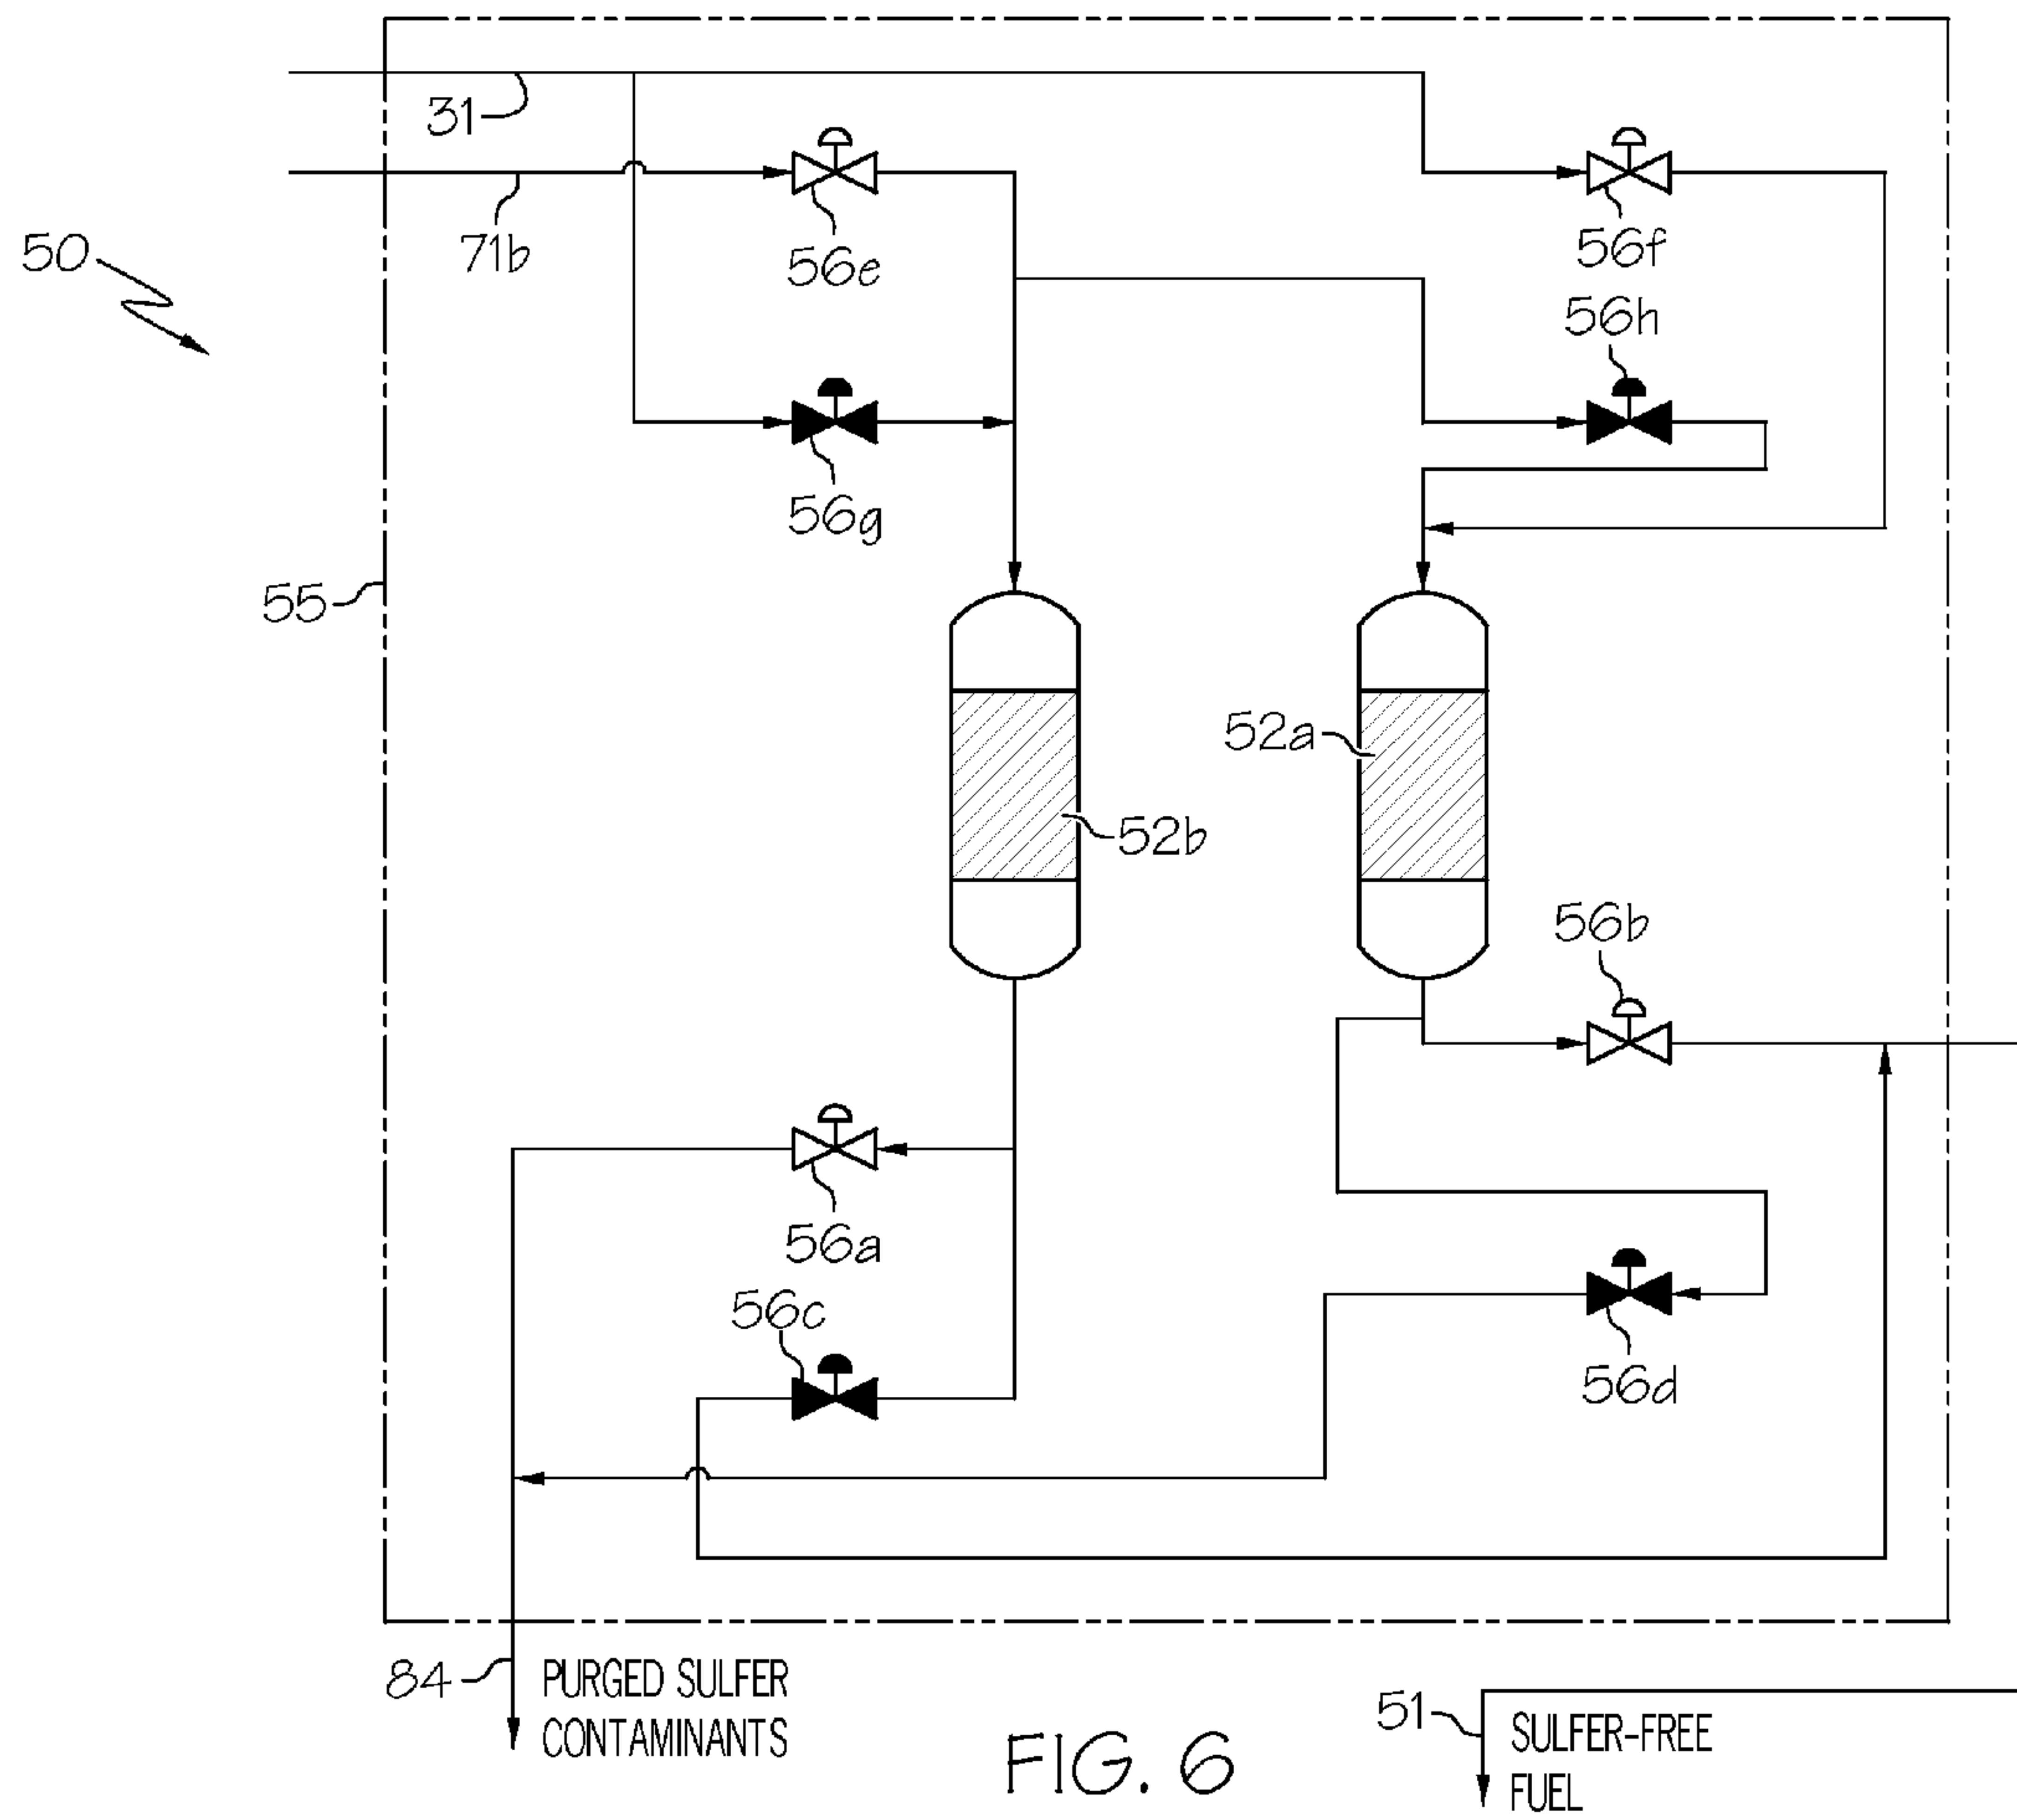 31
71b
56e
56f
50
56h
56g
55
52a
52b
56b
56a
56c
56d
84
PURGED SULFER
CONTAMINANTS
51
SULFER-FREE
FUEL
FIG. 6